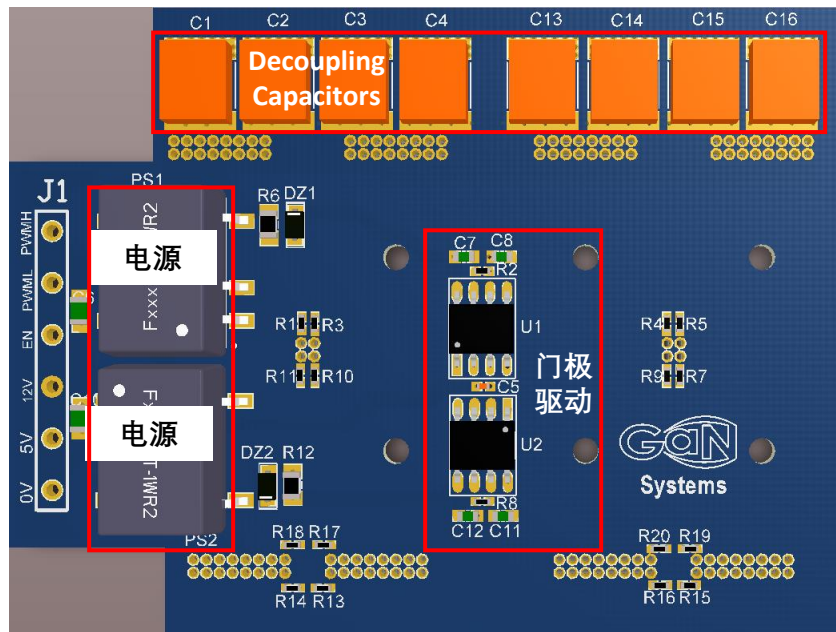 C1 C2 C3 C4 C13 C14 C15 C16
Decoupling
Capacitors
J1
PS1
PWMH
PWML
EN
12V
5V
0V
R6 DZ1
电源
C7 C8
R2
U1
R1 R3
R4 R5
R11 R10
R9 R7
C5
门极
驱动
电源
U2
GaN
Systems
DZ2 R12
R8
C12 C11
PS2
R18 R17
R20 R19
R14 R13
R16 R15